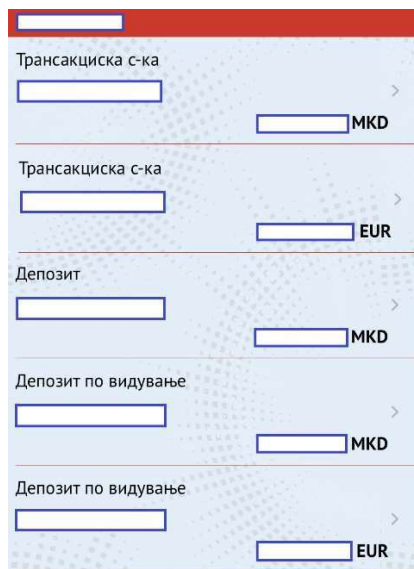 Трансакциска с-ка
MKD
Трансакциска с-ка
EUR
Депозит
MKD
Депозит по видување
MKD
Депозит по видување
EUR